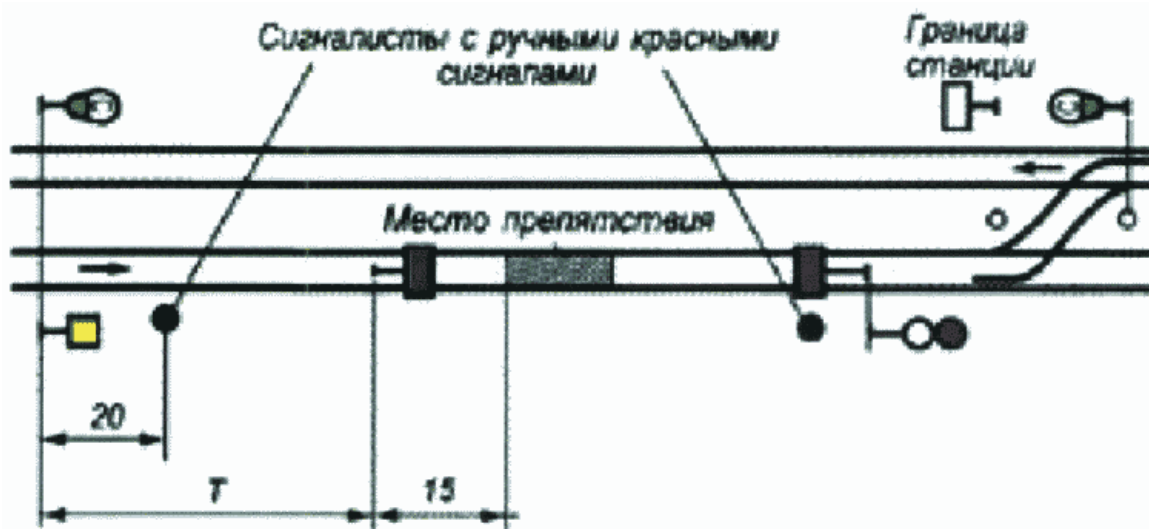 Сигналисты с ручными красными
сигналами
Граница
станции
Место препятствия
20
T
15